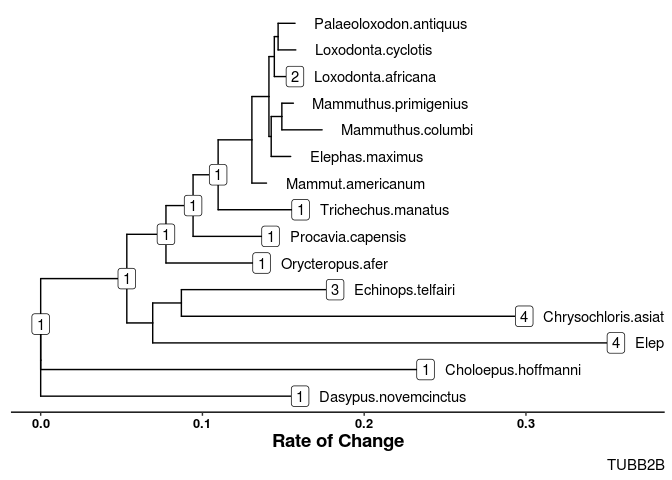 Palaeoloxodon.antiquus
Loxodonta.cyclotis
2 Loxodonta.africana
Mammuthus.primigenius
Mammuthus.columbi
Elephas.maximus
1 Mammut.americanum
1 Trichechus.manatus
1 1 Procavia.capensis
1 1 Orycteropus.afer
1 3 Echinops.telfairi
4 Chrysochloris.asiat
1 4 Elep
1 Choloepus.hoffmanni
1 Dasypus.novemcinctus
0.0 0.1 0.2 0.3
Rate of Change
TUBB2B